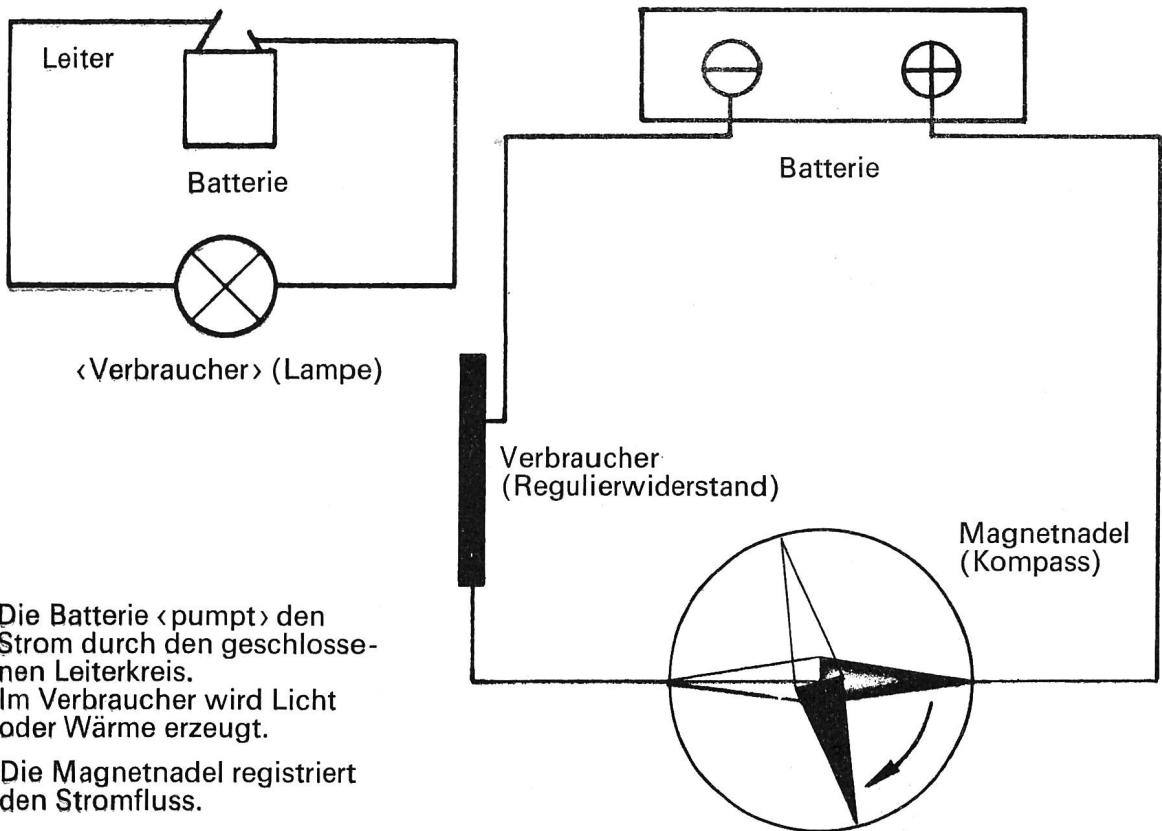 Leiter
Batterie
‹Verbraucher› (Lampe)
Batterie
Verbraucher
(Regulierwiderstand)
Magnetnadel
(Kompass)
Die Batterie ‹pumpt› den
Strom durch den geschlosse-
nen Leiterkreis.
Im Verbraucher wird Licht
oder Wärme erzeugt.
Die Magnetnadel registriert
den Stromfluss.